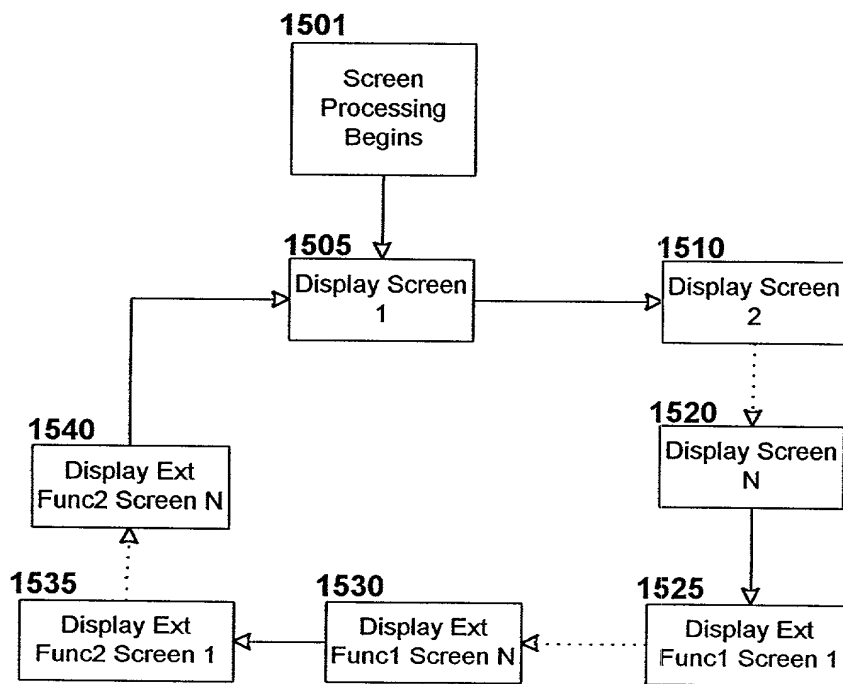 1501
Screen
Processing
Begins
1505
Display Screen
1
1510
Display Screen
2
1520
Display Screen
N
1525
Display Ext
Func1 Screen 1
1530
Display Ext
Func1 Screen N
1535
Display Ext
Func2 Screen 1
1540
Display Ext
Func2 Screen N